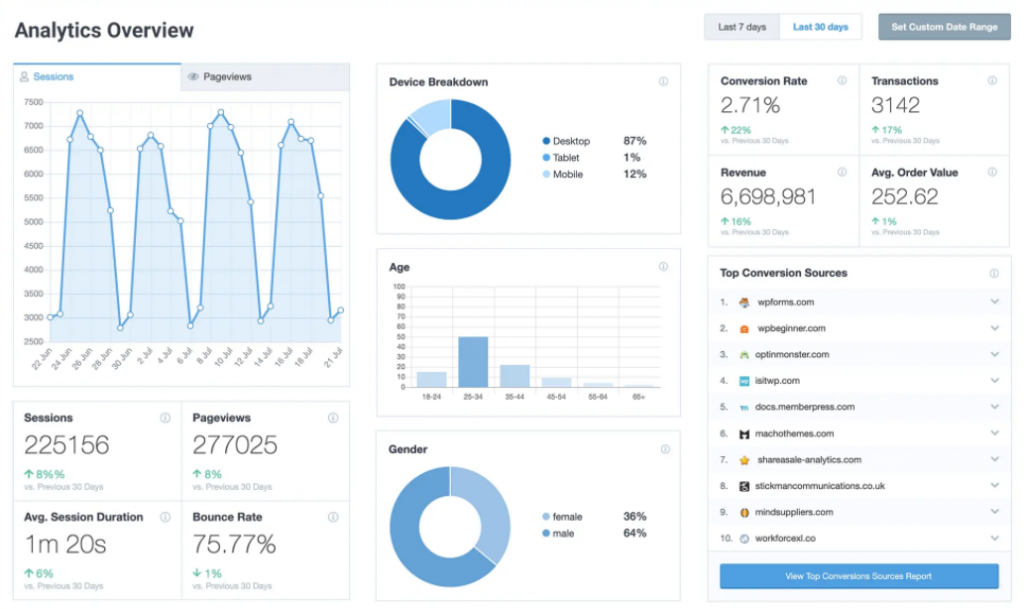 Analytics Overview
Last 7 days
Last 30 days
Set Custom Date Range
Sessions
Pageviews
7500
7000
6500
6000
5500
5000
4500
4000
3500
3000
2500
22 Jun
24 Jun
26 Jun
28 Jun
30 Jun
2 Jul
4 Jul
6 Jul
8 Jul
10 Jul
12 Jul
14 Jul
16 Jul
18 Jul
21 Jul
Sessions
225156
8%%
vs. Previous 30 Days
Pageviews
277025
8%
vs. Previous 30 Days
Avg. Session Duration
1m 20s
6%
vs. Previous 30 Days
Bounce Rate
75.77%
1%
vs. Previous 30 Days
Device Breakdown
Desktop 87%
Tablet 1%
Mobile 12%
Age
100
90
80
70
60
50
40
30
20
10
0
18-24
25-34
35-44
45-54
55-64
65+
Gender
female 36%
male 64%
Conversion Rate
2.71%
22%
vs. Previous 30 Days
Transactions
3142
17%
vs. Previous 30 Days
Revenue
6,698,981
16%
vs. Previous 30 Days
Avg. Order Value
252.62
1%
vs. Previous 30 Days
Top Conversion Sources
1. wpforms.com
2. wpbeginner.com
3. optinmonster.com
4. isitwp.com
5. docs.memberpress.com
6. machothemes.com
7. shareasale-analytics.com
8. stickmancommunications.co.uk
9. mindsuppliers.com
10. workforcexl.co
View Top Conversions Sources Report